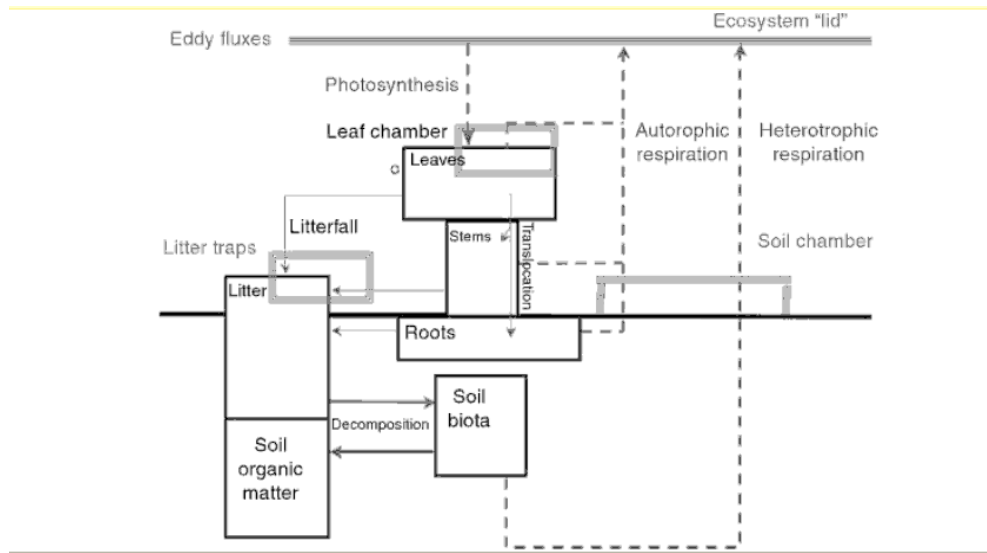 Ecosystem “lid”
Eddy fluxes
Photosynthesis
Leaf chamber
Autorophic
respiration
Heterotrophic
respiration
Leaves
Litterfall
Stems
Translocation
Litter traps
Soil chamber
Litter
Roots
Soil
biota
Decomposition
Soil
organic
matter